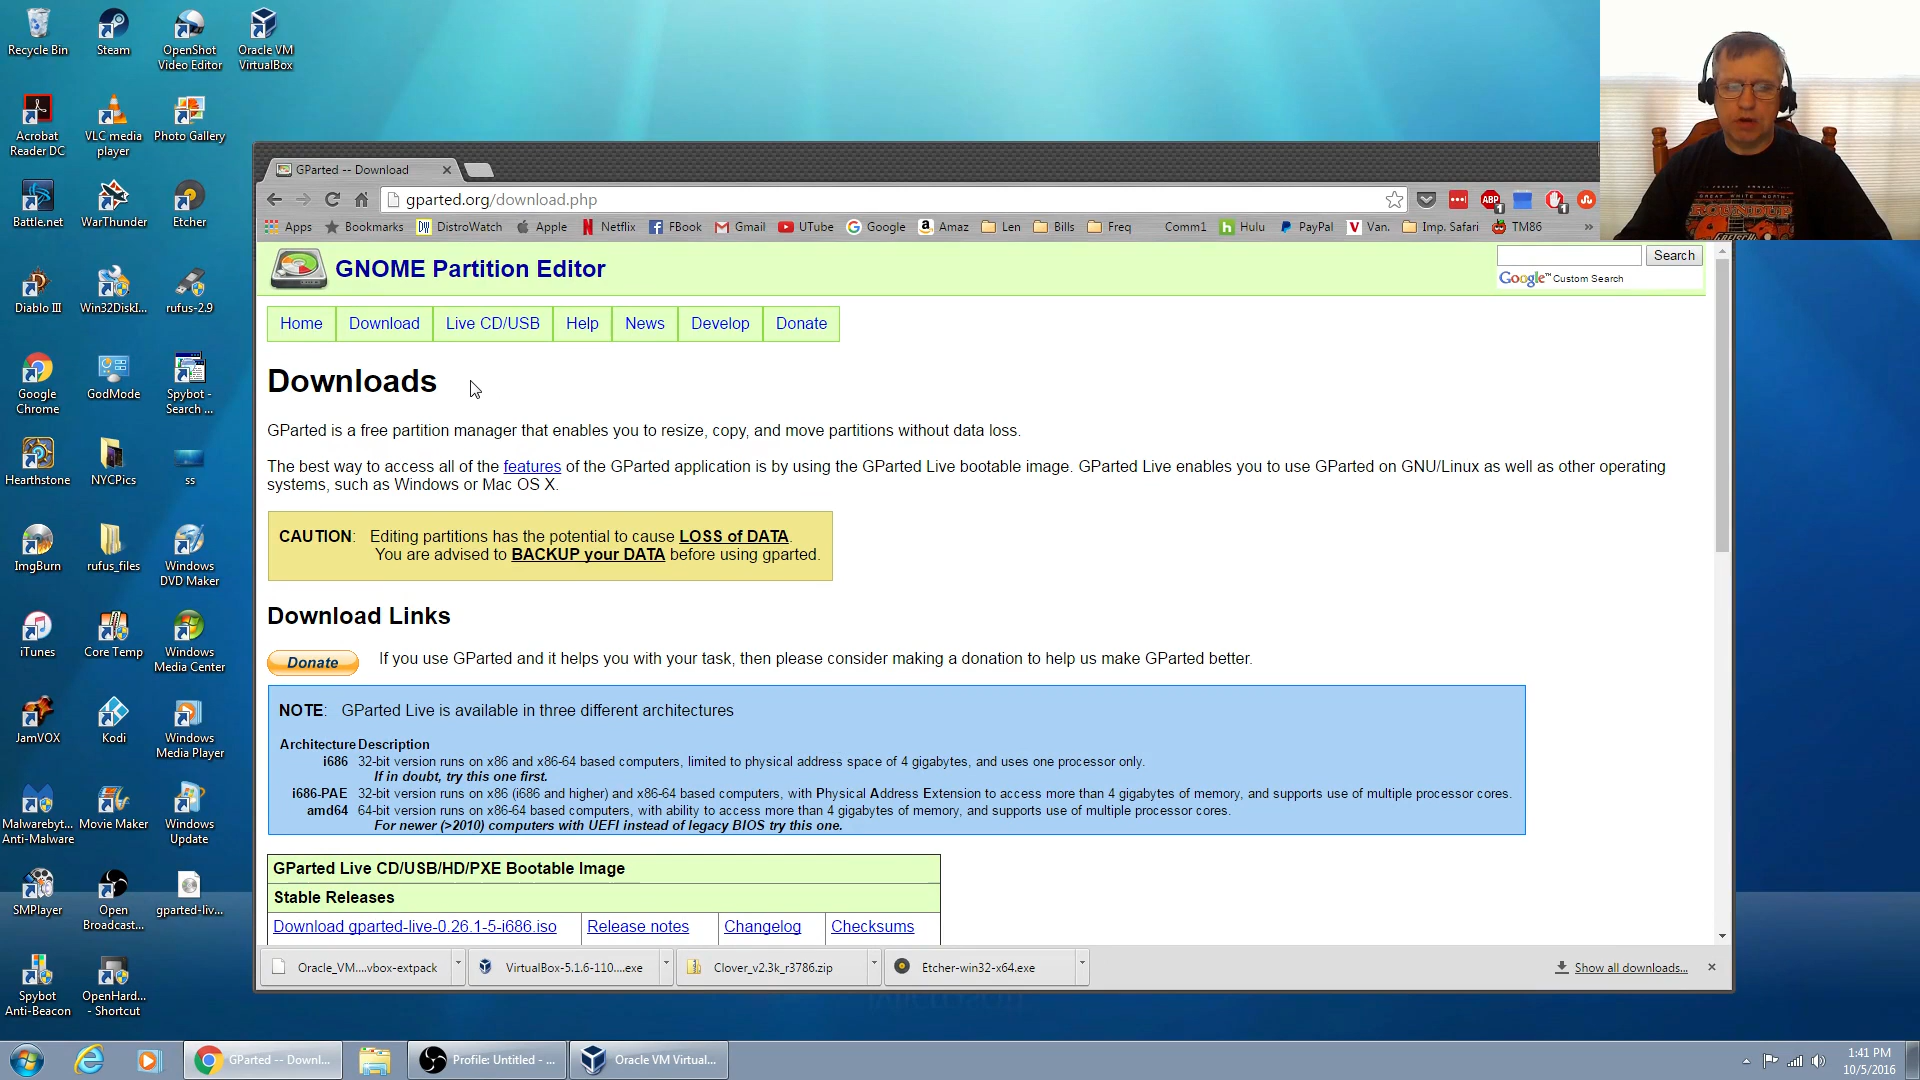 Recycle Bin
Steam
OpenShot
Video Editor
Oracle VM
VirtualBox
Acrobat
Reader DC
VLC media
player
Photo Gallery
Battle.net
WarThunder
Etcher
Diablo III
Win32DiskI...
rufus-2.9
Google
Chrome
GodMode
Spybot -
Search ...
Hearthstone
NYCPics
ss
ImgBurn
rufus_files
Windows
DVD Maker
iTunes
Core Temp
Windows
Media Center
JamVOX
Kodi
Windows
Media Player
Malwarebyt...
Anti-Malware
Movie Maker
Windows
Update
SMPlayer
Open
Broadcast...
gparted-liv...
Spybot
Anti-Beacon
OpenHard...
- Shortcut
GParted -- Download
gparted.org/download.php
ABP
1
1
Apps
Bookmarks
DW DistroWatch
Apple
Netflix
FBook
Gmail
UTube
Google
Amaz
Len
Bills
Freq
Comm1
Hulu
PayPal
Van.
Imp. Safari
TM86
»
GNOME Partition Editor
Search
Google™ Custom Search
Home
Download
Live CD/USB
Help
News
Develop
Donate
Downloads
GParted is a free partition manager that enables you to resize, copy, and move partitions without data loss.
The best way to access all of the features of the GParted application is by using the GParted Live bootable image. GParted Live enables you to use GParted on GNU/Linux as well as other operating
systems, such as Windows or Mac OS X.
CAUTION: Editing partitions has the potential to cause LOSS of DATA.
You are advised to BACKUP your DATA before using gparted.
Download Links
Donate If you use GParted and it helps you with your task, then please consider making a donation to help us make GParted better.
NOTE: GParted Live is available in three different architectures
Architecture Description
i686 32-bit version runs on x86 and x86-64 based computers, limited to physical address space of 4 gigabytes, and uses one processor only.
If in doubt, try this one first.
i686-PAE 32-bit version runs on x86 (i686 and higher) and x86-64 based computers, with Physical Address Extension to access more than 4 gigabytes of memory, and supports use of multiple processor cores.
amd64 64-bit version runs on x86-64 based computers, with ability to access more than 4 gigabytes of memory, and supports use of multiple processor cores.
For newer (>2010) computers with UEFI instead of legacy BIOS try this one.
GParted Live CD/USB/HD/PXE Bootable Image
Stable Releases
Download gparted-live-0.26.1-5-i686.iso
Release notes
Changelog
Checksums
Oracle_VM....vbox-extpack
VirtualBox-5.1.6-110....exe
Clover_v2.3k_r3786.zip
Etcher-win32-x64.exe
Show all downloads...
GParted -- Downl...
Profile: Untitled - ...
Oracle VM Virtual...
1:41 PM
10/5/2016
ROUNDUP